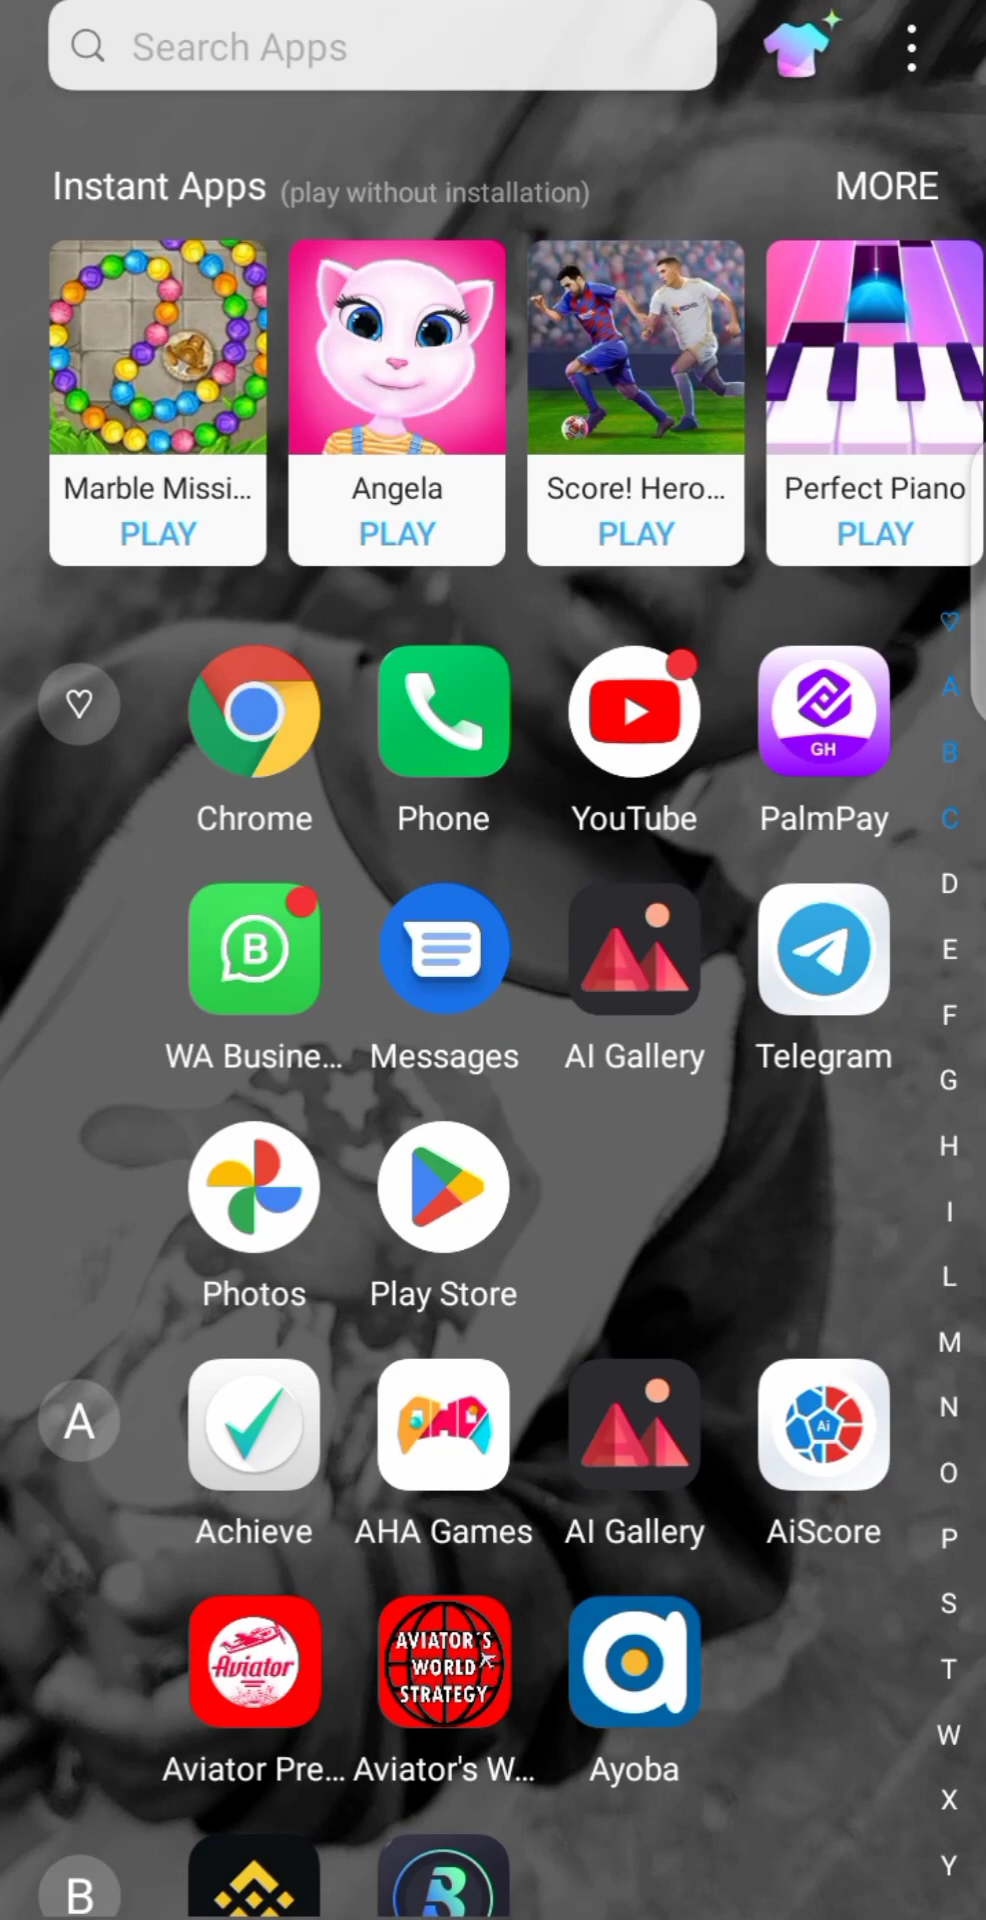 Search Apps
Instant Apps (play without installation) MORE
Marble Missi... Angela Score! Hero... Perfect Piano
PLAY PLAY PLAY PLAY
♡
A
B
C
D
E
F
G
H
I
L
M
N
O
P
S
T
W
X
Y
♡
GH
Chrome Phone YouTube PalmPay
B
WA Busine... Messages AI Gallery Telegram
Photos Play Store
A
Ai
Achieve AHA Games AI Gallery AiScore
Aviator
AVIATOR'S
WORLD
STRATEGY
Aviator Pre... Aviator's W... Ayoba
B